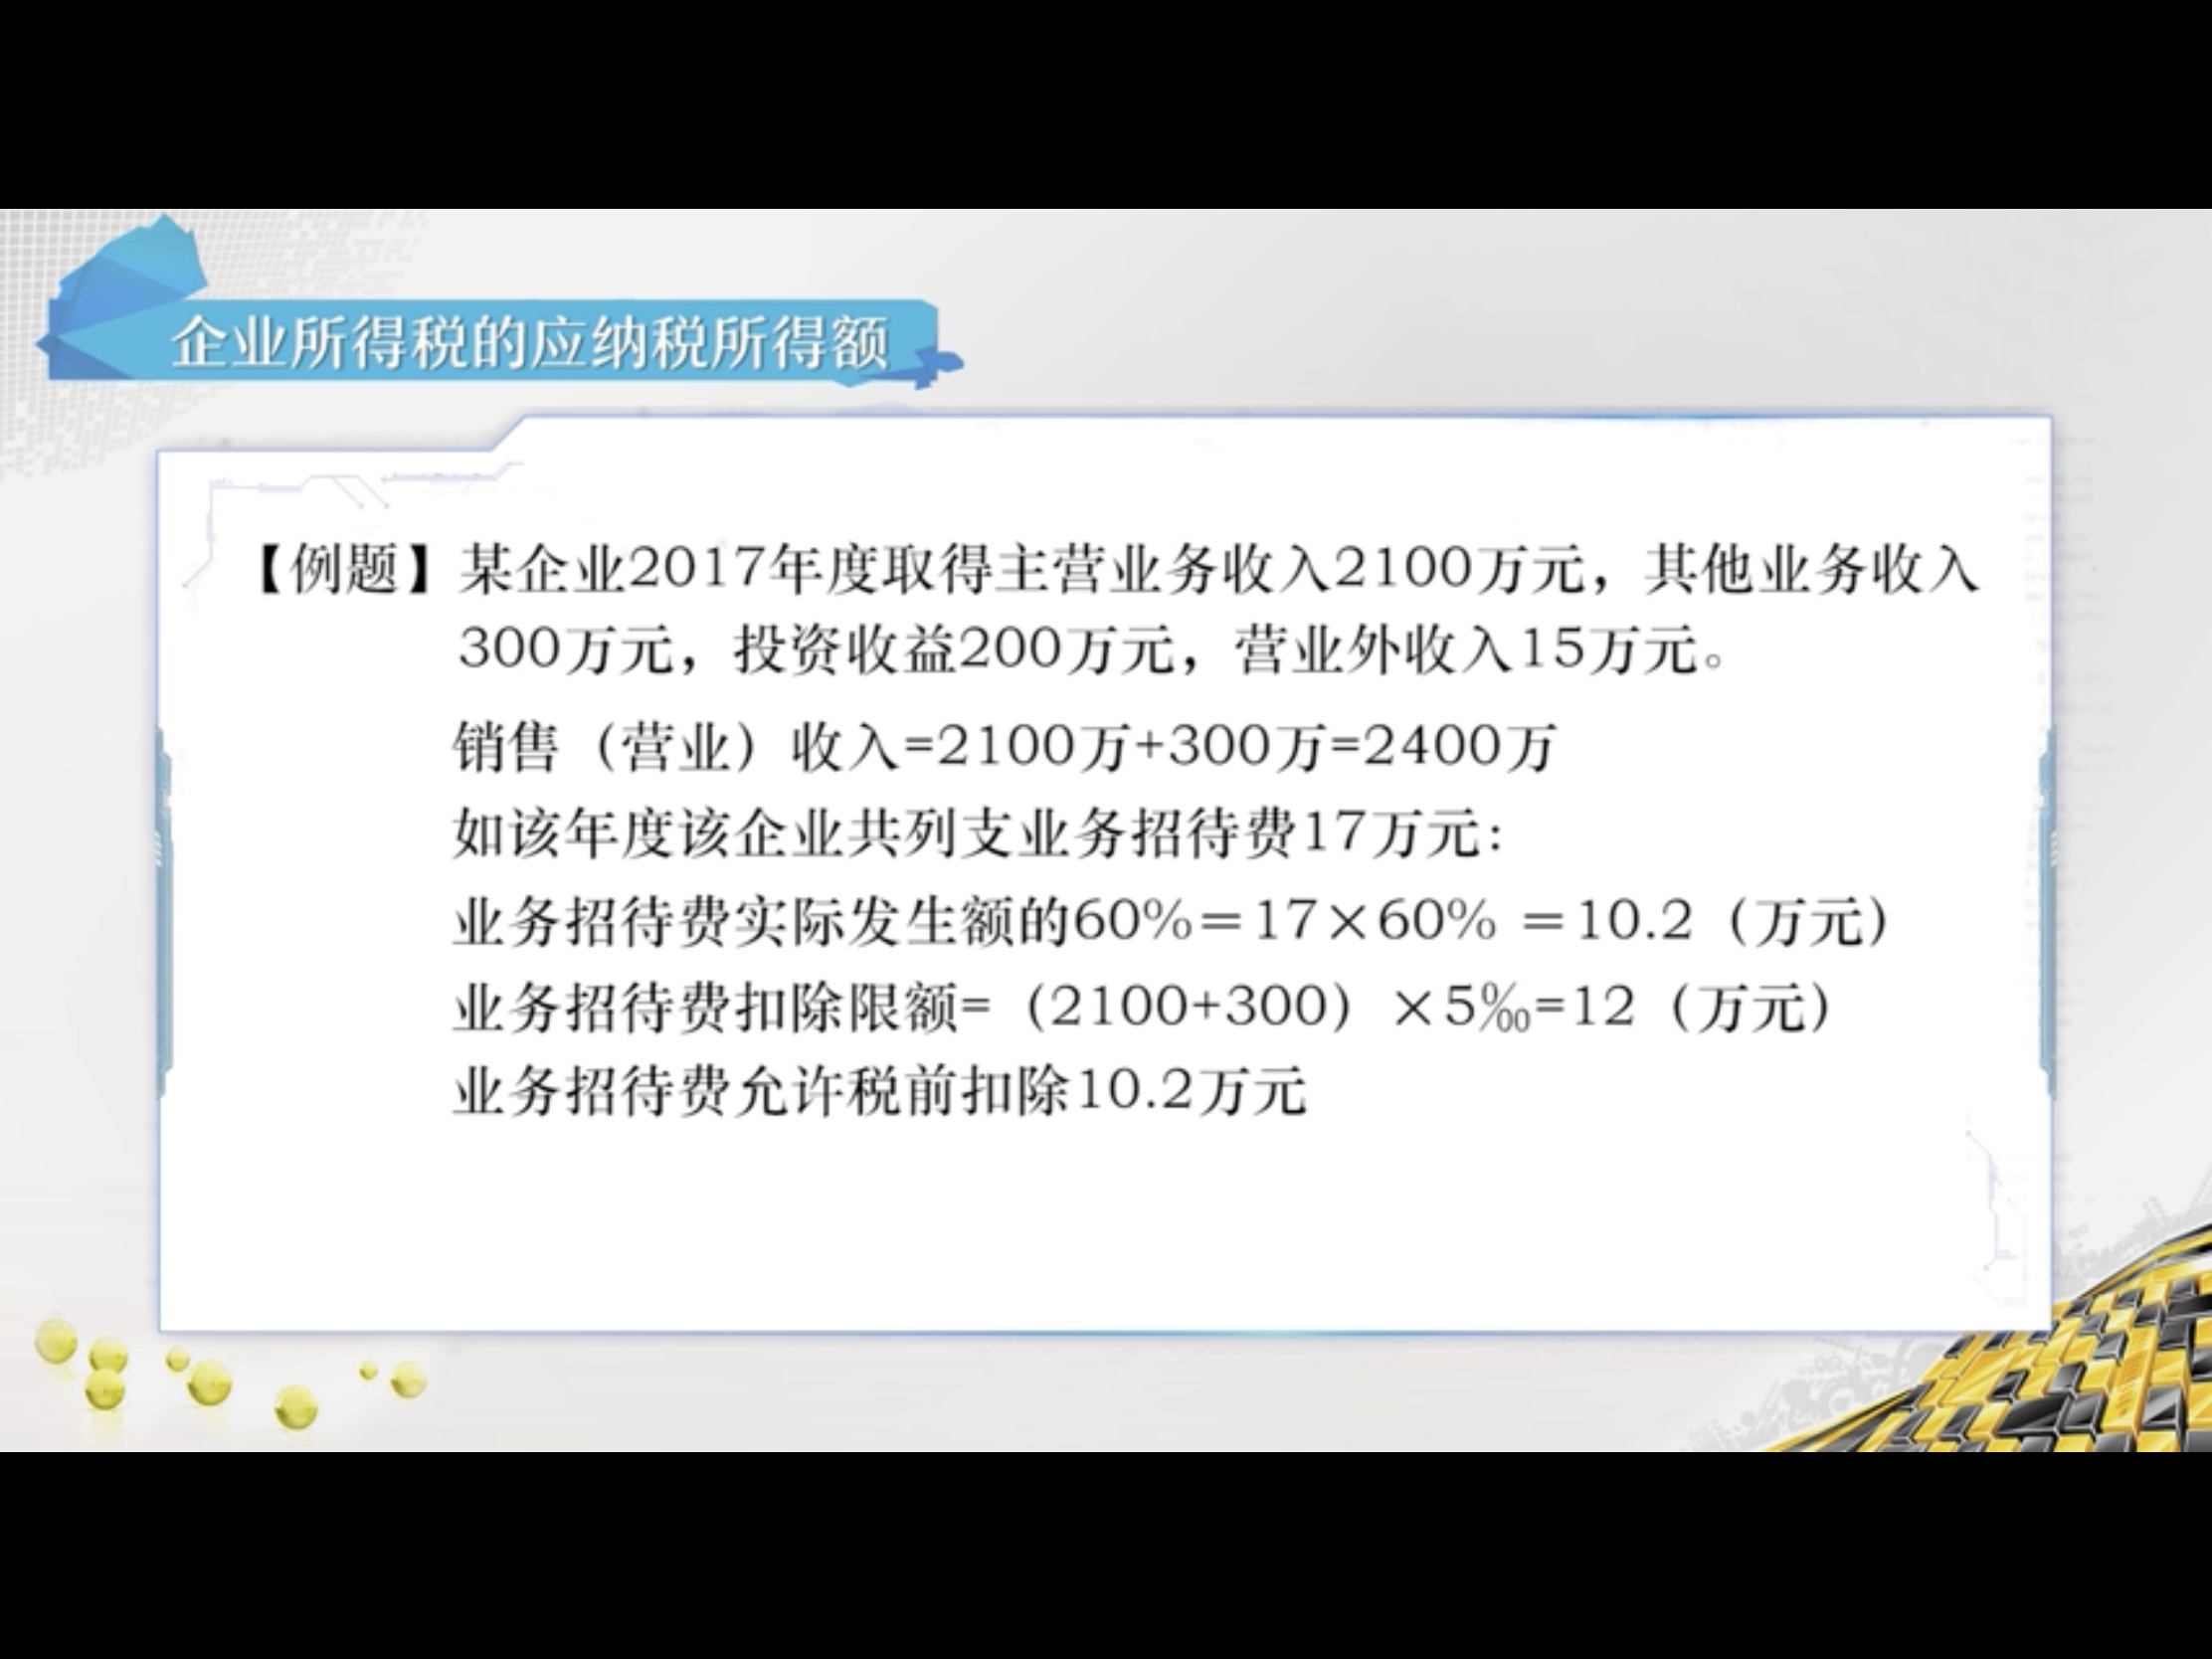 企业所得税的应纳税所得额
【例题】某企业2017年度取得主营业务收入2100万元，其他业务收入
300万元，投资收益200万元，营业外收入15万元。
销售（营业）收入=2100万+300万=2400万
如该年度该企业共列支业务招待费17万元：
业务招待费实际发生额的60%＝17×60% ＝10.2（万元）
业务招待费扣除限额=（2100+300）×5‰=12（万元）
业务招待费允许税前扣除10.2万元